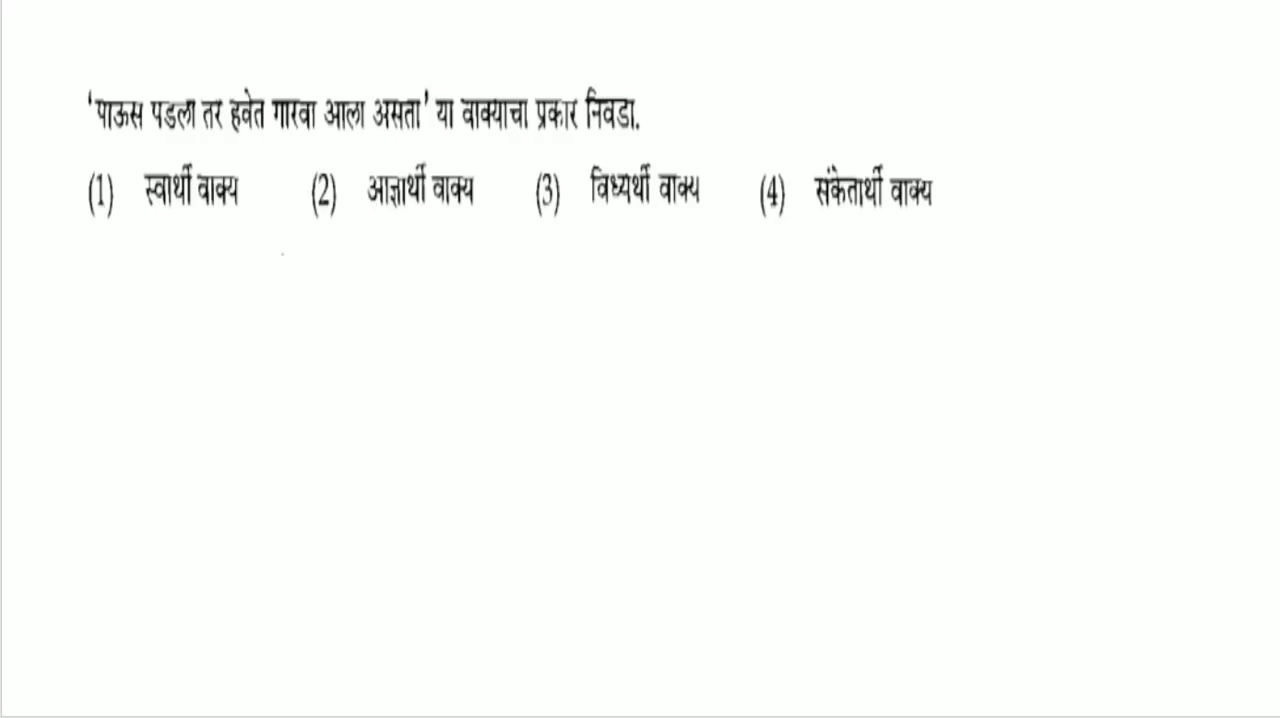 'पाऊस पडला तर हवेत गारवा आला असता' या वाक्याचा प्रकार निवडा.
(1) स्वार्थी वाक्य (2) आज्ञार्थी वाक्य (3) विध्यर्थी वाक्य (4) संकेतार्थी वाक्य